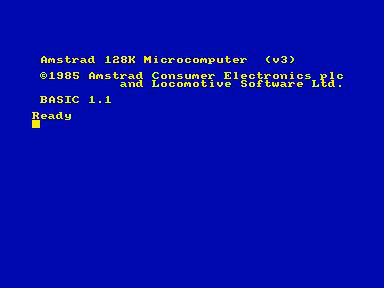 Amstrad 128K Microcomputer  (v3)
©1985 Amstrad Consumer Electronics plc
and Locomotive Software Ltd.
BASIC 1.1
Ready